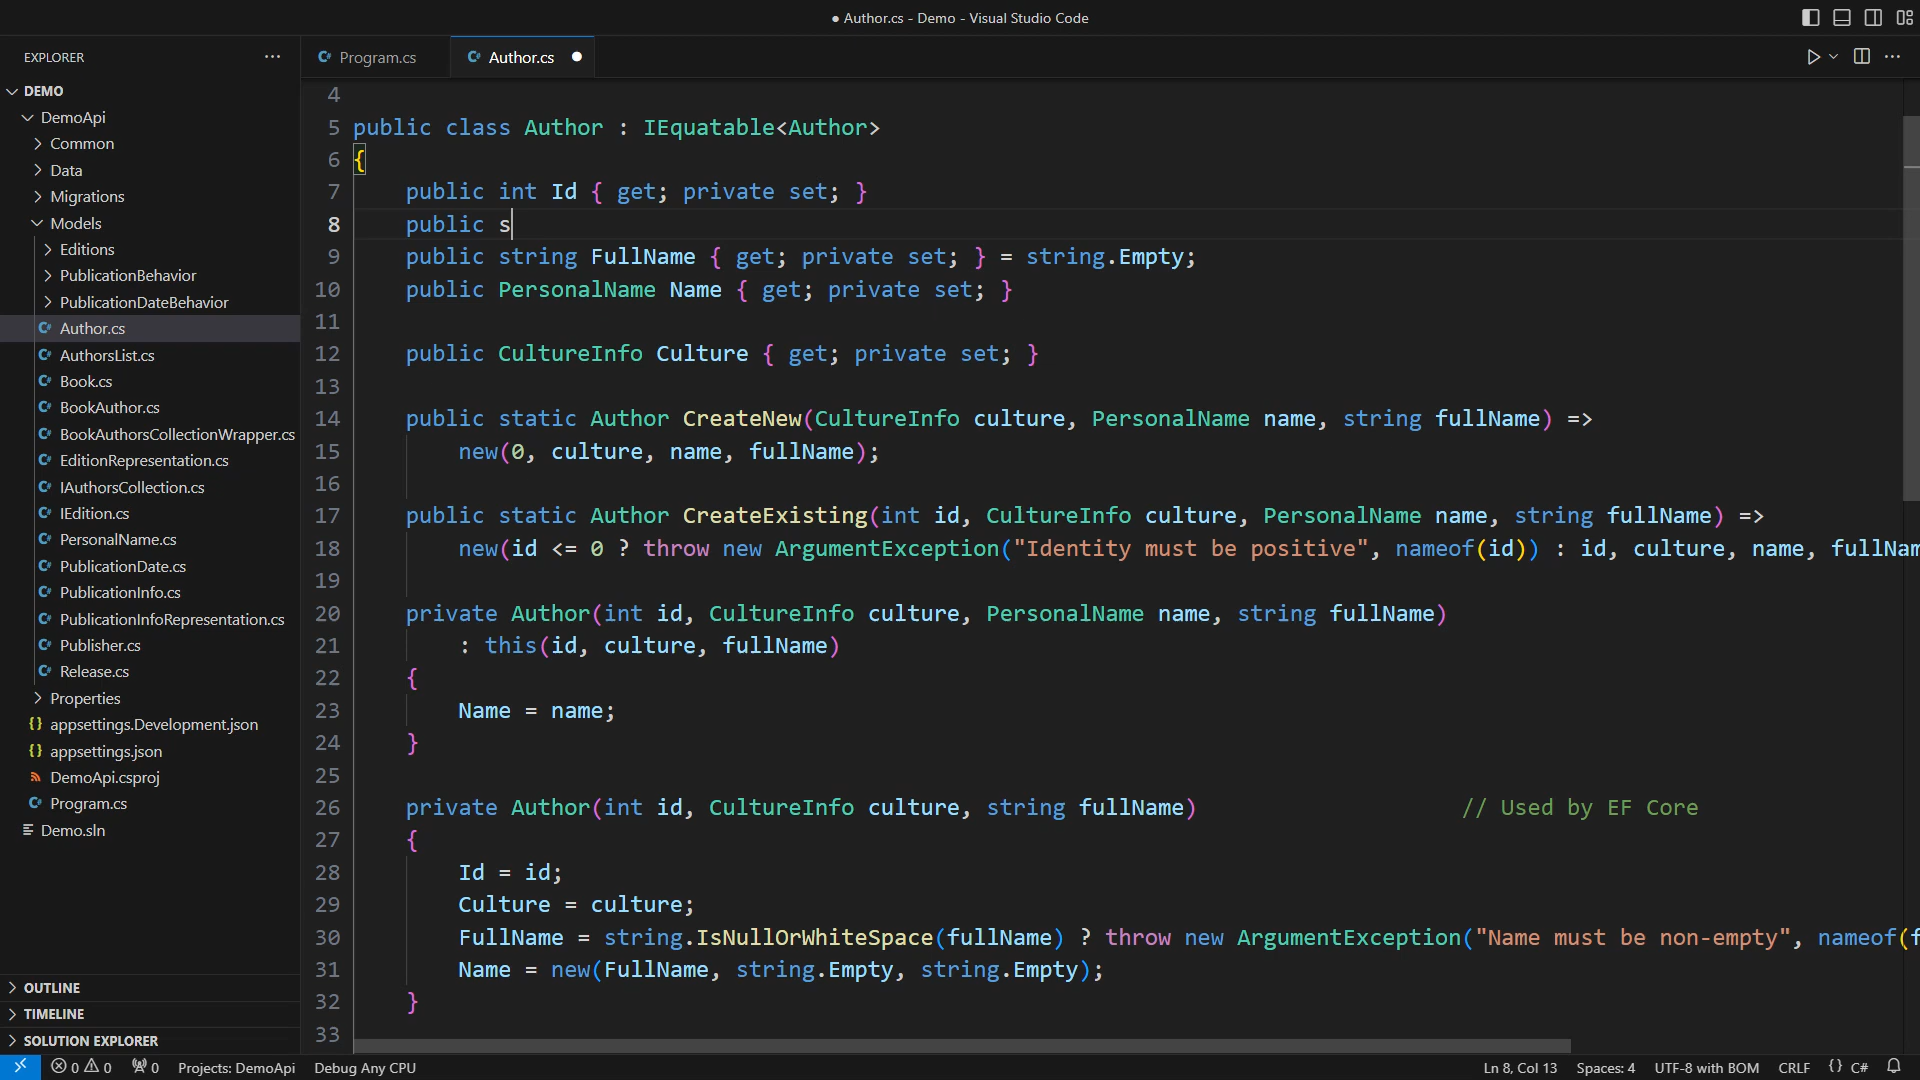 ● Author.cs - Demo - Visual Studio Code
EXPLORER
Program.cs
Author.cs
DEMO
DemoApi
Common
Data
Migrations
Models
Editions
PublicationBehavior
PublicationDateBehavior
Author.cs
AuthorsList.cs
Book.cs
BookAuthor.cs
BookAuthorsCollectionWrapper.cs
EditionRepresentation.cs
IAuthorsCollection.cs
IEdition.cs
PersonalName.cs
PublicationDate.cs
PublicationInfo.cs
PublicationInfoRepresentation.cs
Publisher.cs
Release.cs
Properties
appsettings.Development.json
appsettings.json
DemoApi.csproj
Program.cs
Demo.sln
OUTLINE
TIMELINE
SOLUTION EXPLORER
4
5 public class Author : IEquatable<Author>
6 {
7 public int Id { get; private set; }
8 public s
9 public string FullName { get; private set; } = string.Empty;
10 public PersonalName Name { get; private set; }
11
12 public CultureInfo Culture { get; private set; }
13
14 public static Author CreateNew(CultureInfo culture, PersonalName name, string fullName) =>
15 new(0, culture, name, fullName);
16
17 public static Author CreateExisting(int id, CultureInfo culture, PersonalName name, string fullName) =>
18 new(id <= 0 ? throw new ArgumentException("Identity must be positive", nameof(id)) : id, culture, name, fullNam
19
20 private Author(int id, CultureInfo culture, PersonalName name, string fullName)
21 : this(id, culture, fullName)
22 {
23 Name = name;
24 }
25
26 private Author(int id, CultureInfo culture, string fullName) // Used by EF Core
27 {
28 Id = id;
29 Culture = culture;
30 FullName = string.IsNullOrWhiteSpace(fullName) ? throw new ArgumentException("Name must be non-empty", nameof(f
31 Name = new(FullName, string.Empty, string.Empty);
32 }
33
0 0 0 Projects: DemoApi Debug Any CPU Ln 8, Col 13 Spaces: 4 UTF-8 with BOM CRLF {} C#